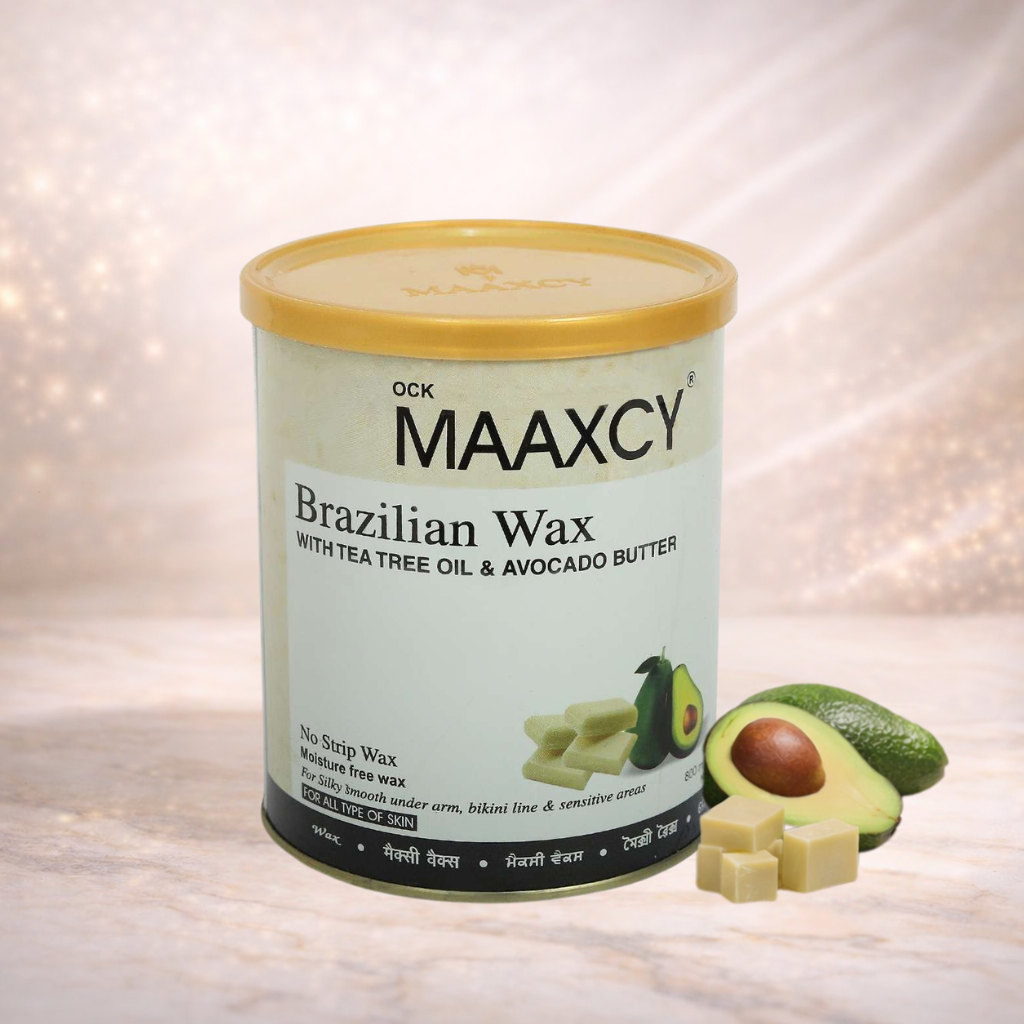 MAAXCY
OCK
MAAXCY®
Brazilian Wax
WITH TEA TREE OIL & AVOCADO BUTTER
No Strip Wax
Moisture free wax
For Silky Smooth under arm, bikini line & sensitive areas
FOR ALL TYPE OF SKIN
800
Wax • मैक्सी वैक्स • ਮੈਕਸੀ ਵੈਕਸ •